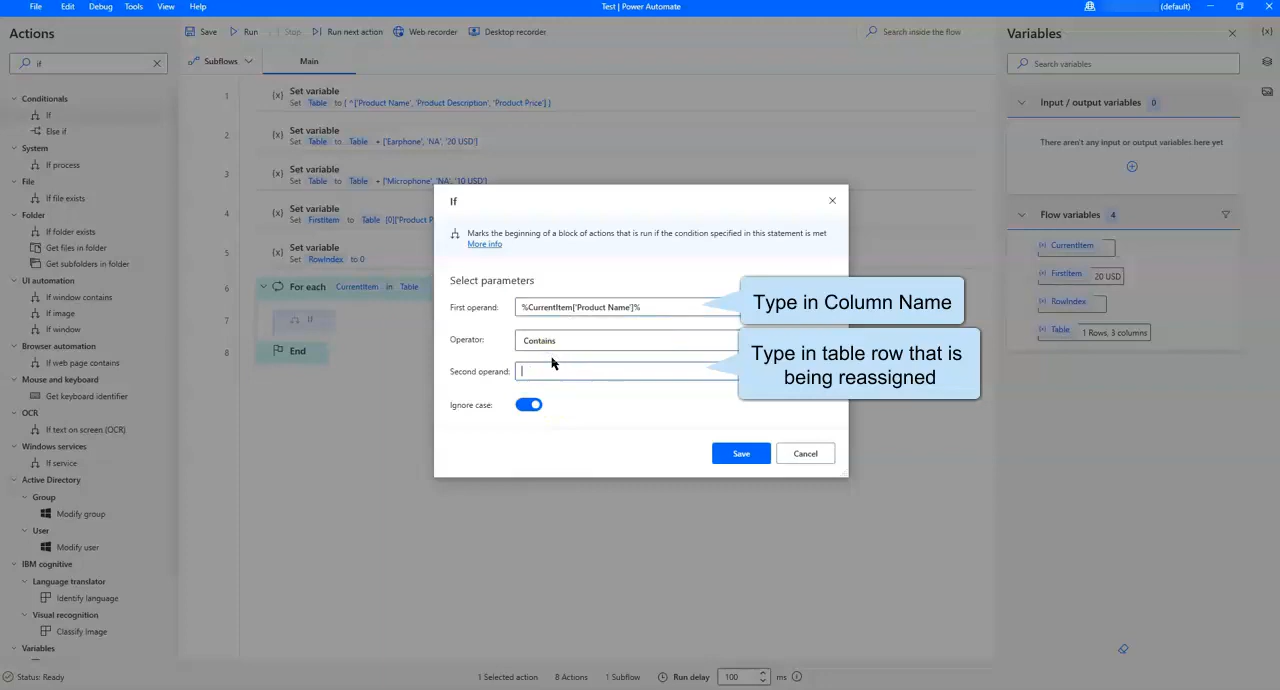 File Edit Debug Tools View Help
Test | Power Automate
(default)
Actions
if
Conditionals
If
Else if
System
If process
File
If file exists
Folder
If folder exists
Get files in folder
Get subfolders in folder
UI automation
If window contains
If image
If window
Browser automation
If web page contains
Mouse and keyboard
Get keyboard identifier
OCR
If text on screen (OCR)
Windows services
If service
Active Directory
Group
Modify group
User
Modify user
IBM cognitive
Language translator
Identify language
Visual recognition
Classify image
Variables
Save Run Stop Run next action Web recorder Desktop recorder
Search inside the flow
Subflows Main
1 {x} Set variable
Set Table to { ^['Product Name', 'Product Description', 'Product Price'] }
2 {x} Set variable
Set Table to Table + ['Earphone', 'NA', '20 USD']
3 {x} Set variable
Set Table to Table + ['Microphone', 'NA', '10 USD']
4 {x} Set variable
Set FirstItem to Table [0]['Product P
5 {x} Set variable
Set RowIndex to 0
6 For each CurrentItem in Table
7 If
8 End
If
Marks the beginning of a block of actions that is run if the condition specified in this statement is met
More info
Select parameters
First operand: %CurrentItem['Product Name']%
Operator: Contains
Second operand:
Ignore case:
Save Cancel
Type in Column Name
Type in table row that is
being reassigned
Variables
{x}
Search variables
Input / output variables 0
There aren't any input or output variables here yet
Flow variables 4
(x) CurrentItem
(x) FirstItem 20 USD
(x) RowIndex
(x) Table 1 Rows, 3 columns
Status: Ready
1 Selected action 8 Actions 1 Subflow Run delay 100 ms